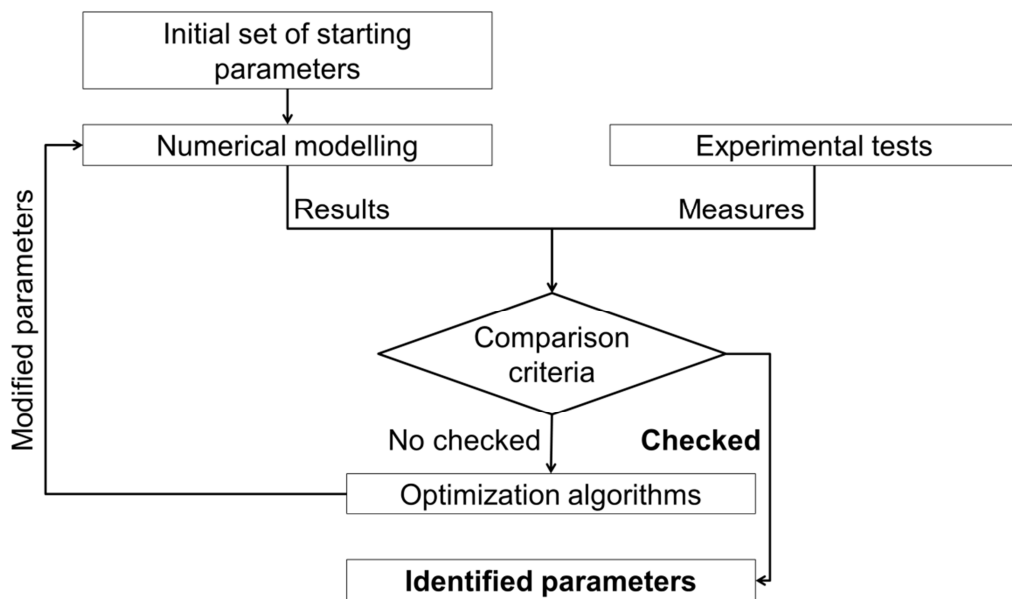 Initial set of starting
parameters
Numerical modelling
Experimental tests
Results
Measures
Modified parameters
Comparison
criteria
No checked
Checked
Optimization algorithms
Identified parameters